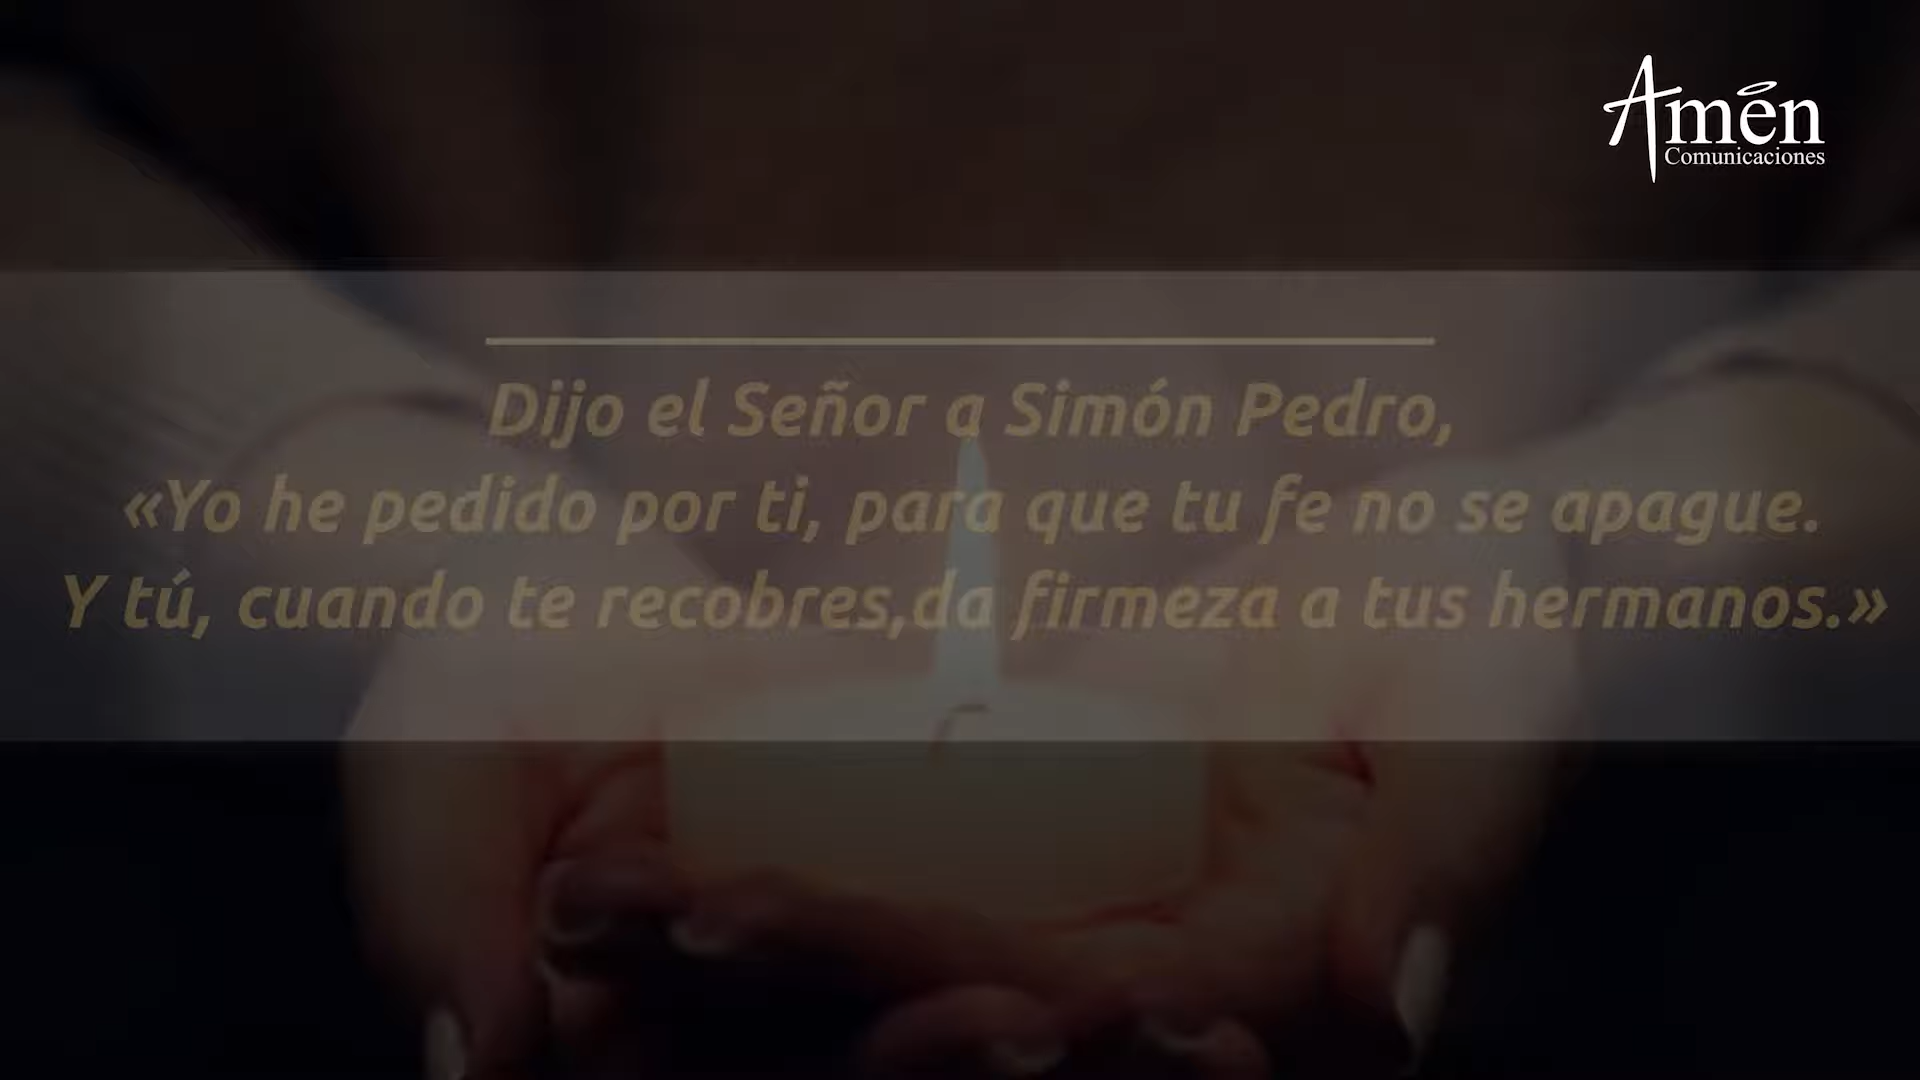 Amén
Comunicaciones
Dijo el Señor a Simón Pedro,
«Yo he pedido por ti, para que tu fe no se apague.
Y tú, cuando te recobres,da firmeza a tus hermanos.»